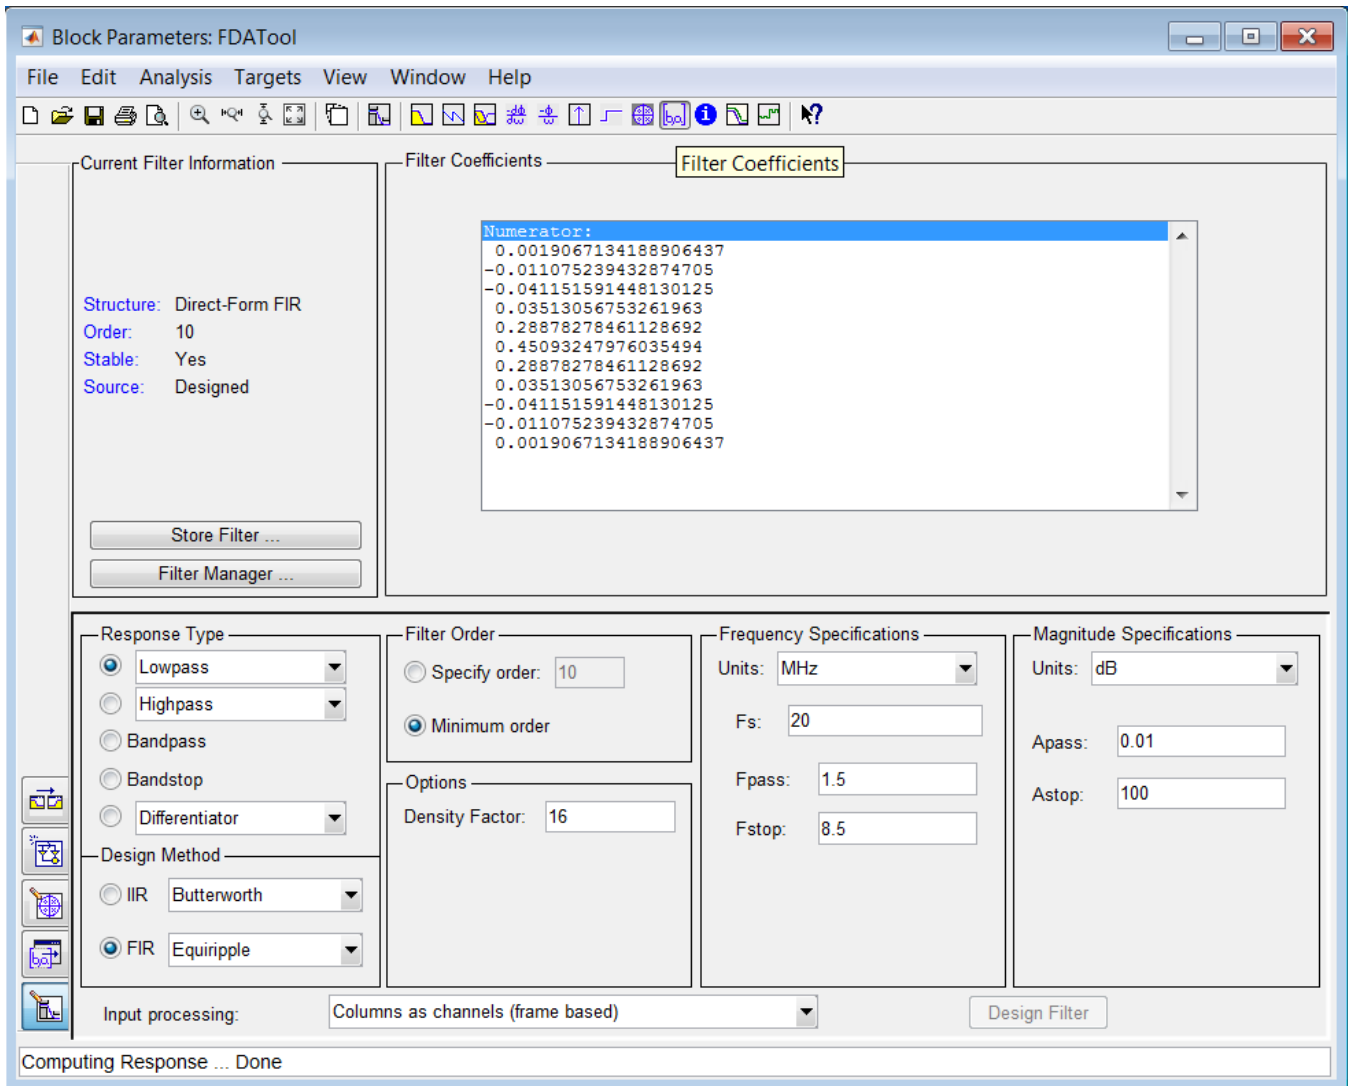 Block Parameters: FDATool
File Edit Analysis Targets View Window Help
Current Filter Information
Structure: Direct-Form FIR
Order: 10
Stable: Yes
Source: Designed
Store Filter ...
Filter Manager ...
Filter Coefficients
Filter Coefficients
Numerator:
0.0019067134188906437
-0.011075239432874705
-0.041151591448130125
0.03513056753261963
0.28878278461128692
0.45093247976035494
0.28878278461128692
0.03513056753261963
-0.041151591448130125
-0.011075239432874705
0.0019067134188906437
Response Type
Lowpass
Highpass
Bandpass
Bandstop
Differentiator
Design Method
IIR Butterworth
FIR Equiripple
Filter Order
Specify order: 10
Minimum order
Options
Density Factor: 16
Frequency Specifications
Units: MHz
Fs: 20
Fpass: 1.5
Fstop: 8.5
Magnitude Specifications
Units: dB
Apass: 0.01
Astop: 100
Input processing: Columns as channels (frame based)
Design Filter
Computing Response ... Done